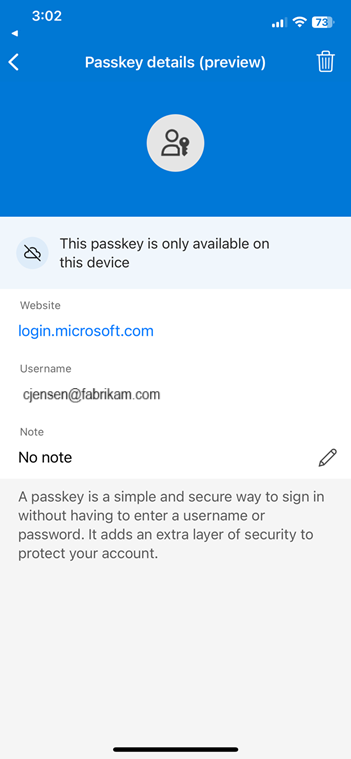 3:02
73
Passkey details (preview)
This passkey is only available on
this device
Website
login.microsoft.com
Username
cjensen@fabrikam.com
Note
No note
A passkey is a simple and secure way to sign in
without having to enter a username or
password. It adds an extra layer of security to
protect your account.